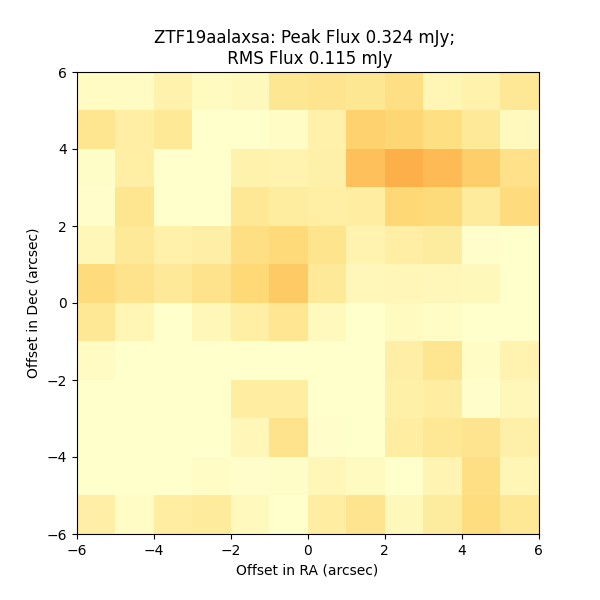 ZTF19aalaxsa: Peak Flux 0.324 mJy;
RMS Flux 0.115 mJy
6
4
2
0
−2
−4
−6
Offset in Dec (arcsec)
−6 −4 −2 0 2 4 6
Offset in RA (arcsec)